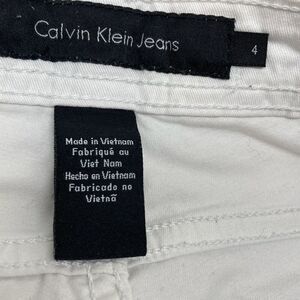 Calvin Klein Jeans
4
Made in Vietnam
Fabriqué au
Viet Nam
Hecho en Vietnam
Fabricado no
Vietnã